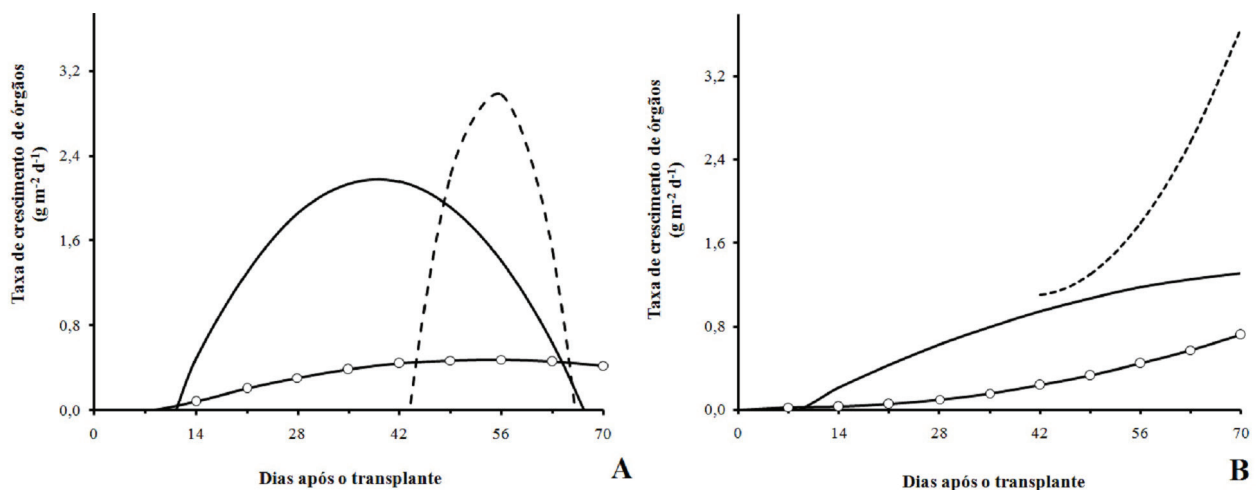 Taxa de crescimento de órgãos
(g m⁻² d⁻¹)
3,2
2,4
1,6
0,8
0,0
0
14
28
42
56
70
Dias após o transplante
A
Taxa de crescimento de órgãos
(g m⁻² d⁻¹)
3,2
2,4
1,6
0,8
0,0
0
14
28
42
56
70
Dias após o transplante
B